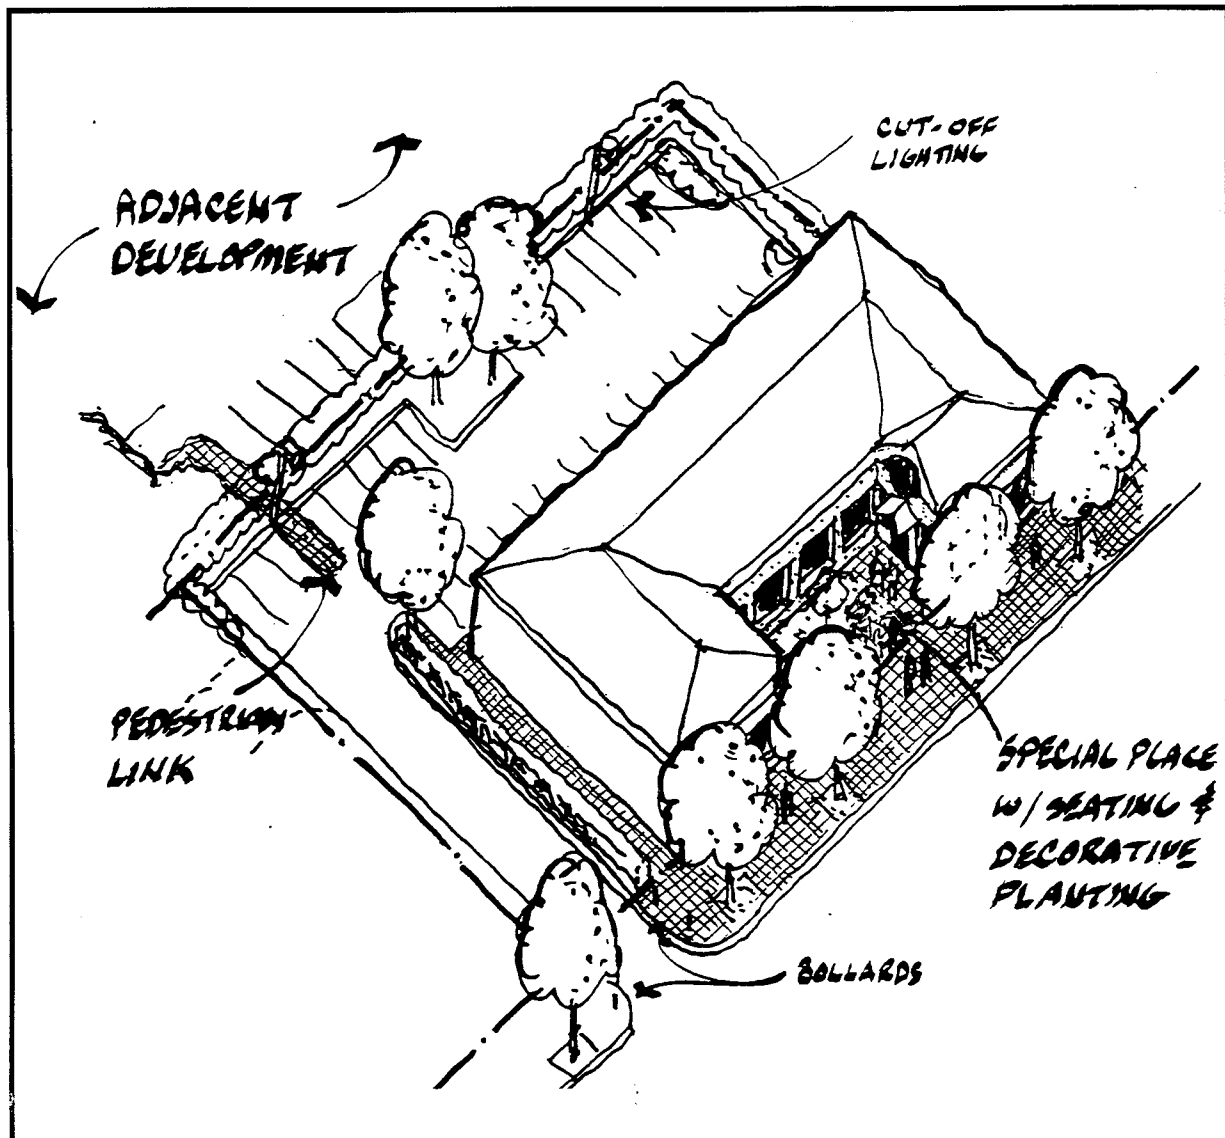 CUT-OFF
LIGHTING
ADJACENT
DEVELOPMENT
PEDESTRIAN
LINK
SPECIAL PLACE
W/ SEATING &
DECORATIVE
PLANTING
BOLLARDS